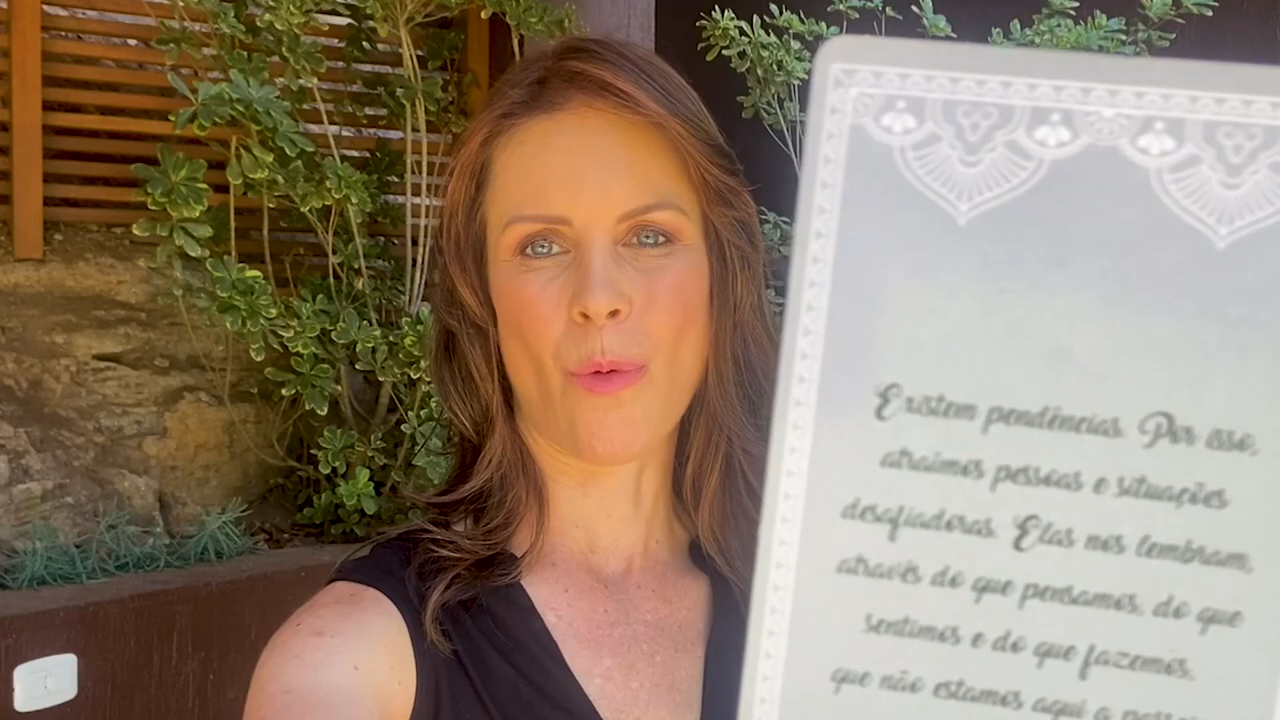 Existem pendências. Por isso,
atraímos pessoas e situações
desafiadoras. Elas nos lembram,
através do que pensamos, do que
sentimos e do que fazemos,
que não estamos aqui a